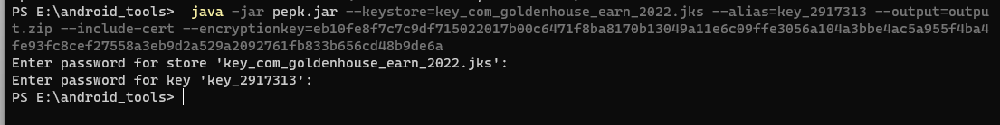 PS E:\android_tools>  java -jar pepk.jar --keystore=key_com_goldenhouse_earn_2022.jks --alias=key_2917313 --output=outpu
t.zip --include-cert --encryptionkey=eb10fe8f7c7c9df715022017b00c6471f8ba8170b13049a11e6c09ffe3056a104a3bbe4ac5a955f4ba4
fe93fc8cef27558a3eb9d2a529a2092761fb833b656cd48b9de6a
Enter password for store 'key_com_goldenhouse_earn_2022.jks':
Enter password for key 'key_2917313':
PS E:\android_tools>